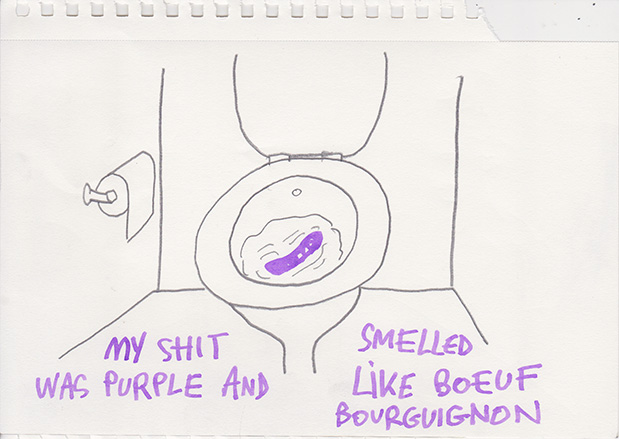 MY SHIT
WAS PURPLE AND
SMELLED
LIKE BOEUF
BOURGUIGNON